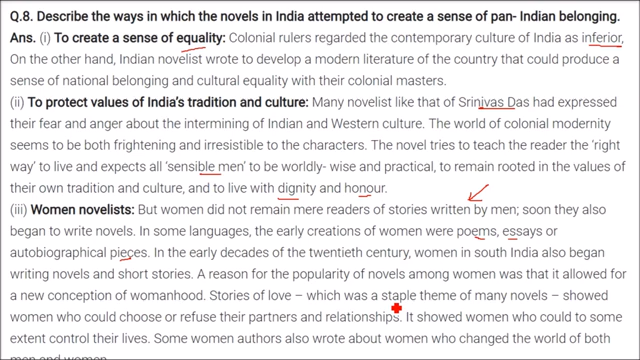 Q.8. Describe the ways in which the novels in India attempted to create a sense of pan- Indian belonging.
Ans. (i) To create a sense of equality: Colonial rulers regarded the contemporary culture of India as inferior,
On the other hand, Indian novelist wrote to develop a modern literature of the country that could produce a
sense of national belonging and cultural equality with their colonial masters.
(ii) To protect values of India's tradition and culture: Many novelist like that of Srinivas Das had expressed
their fear and anger about the intermining of Indian and Western culture. The world of colonial modernity
seems to be both frightening and irresistible to the characters. The novel tries to teach the reader the 'right
way' to live and expects all 'sensible men' to be worldly- wise and practical, to remain rooted in the values of
their own tradition and culture, and to live with dignity and honour.
(iii) Women novelists: But women did not remain mere readers of stories written by men; soon they also
began to write novels. In some languages, the early creations of women were poems, essays or
autobiographical pieces. In the early decades of the twentieth century, women in south India also began
writing novels and short stories. A reason for the popularity of novels among women was that it allowed for
a new conception of womanhood. Stories of love – which was a staple theme of many novels – showed
women who could choose or refuse their partners and relationships. It showed women who could to some
extent control their lives. Some women authors also wrote about women who changed the world of both
men and women